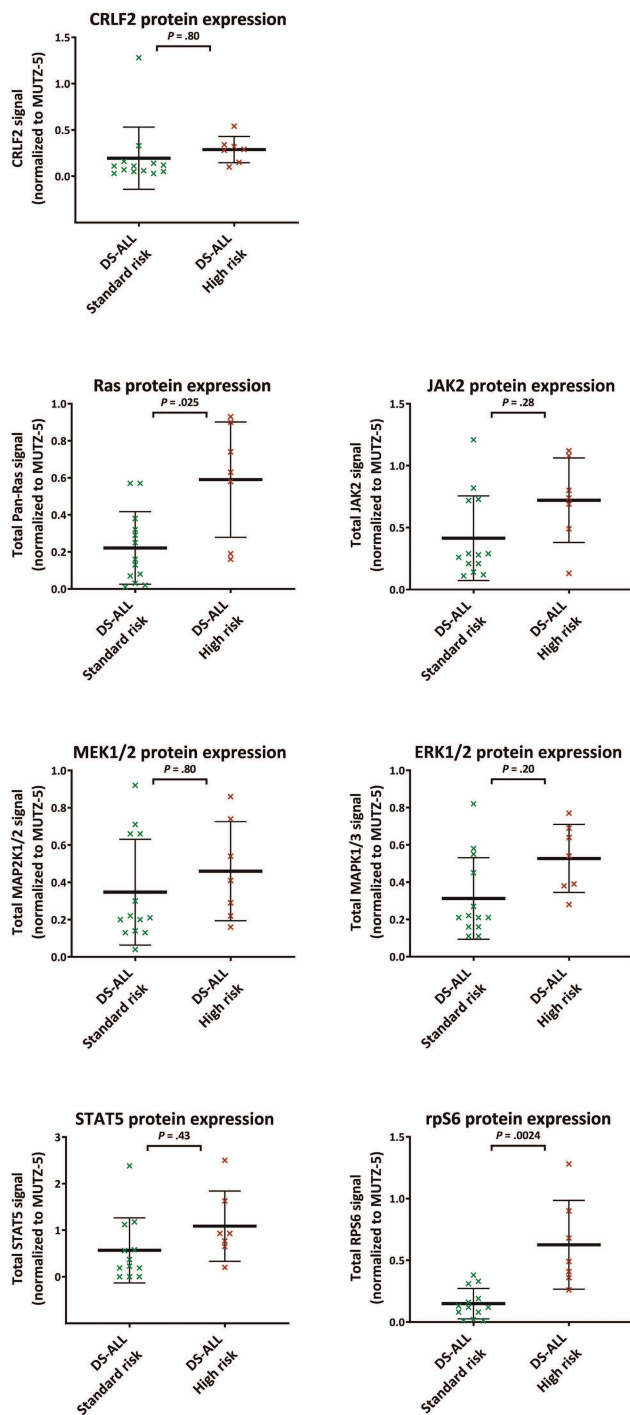 CRLF2 protein expression
P = .80
CRLF2 signal
(normalized to MUTZ-5)
1.5
1.0
0.5
0.0
DS-ALL
Standard risk
DS-ALL
High risk
Ras protein expression
P = .025
Total Pan-Ras signal
(normalized to MUTZ-5)
1.0
0.8
0.6
0.4
0.2
0.0
DS-ALL
Standard risk
DS-ALL
High risk
JAK2 protein expression
P = .28
Total JAK2 signal
(normalized to MUTZ-5)
1.5
1.0
0.5
0.0
DS-ALL
Standard risk
DS-ALL
High risk
MEK1/2 protein expression
P = .80
Total MAP2K1/2 signal
(normalized to MUTZ-5)
1.0
0.8
0.6
0.4
0.2
0.0
DS-ALL
Standard risk
DS-ALL
High risk
ERK1/2 protein expression
P = .20
Total MAPK1/3 signal
(normalized to MUTZ-5)
1.0
0.8
0.6
0.4
0.2
0.0
DS-ALL
Standard risk
DS-ALL
High risk
STAT5 protein expression
P = .43
Total STAT5 signal
(normalized to MUTZ-5)
3
2
1
0
DS-ALL
Standard risk
DS-ALL
High risk
rpS6 protein expression
P = .0024
Total RPS6 signal
(normalized to MUTZ-5)
1.5
1.0
0.5
0.0
DS-ALL
Standard risk
DS-ALL
High risk